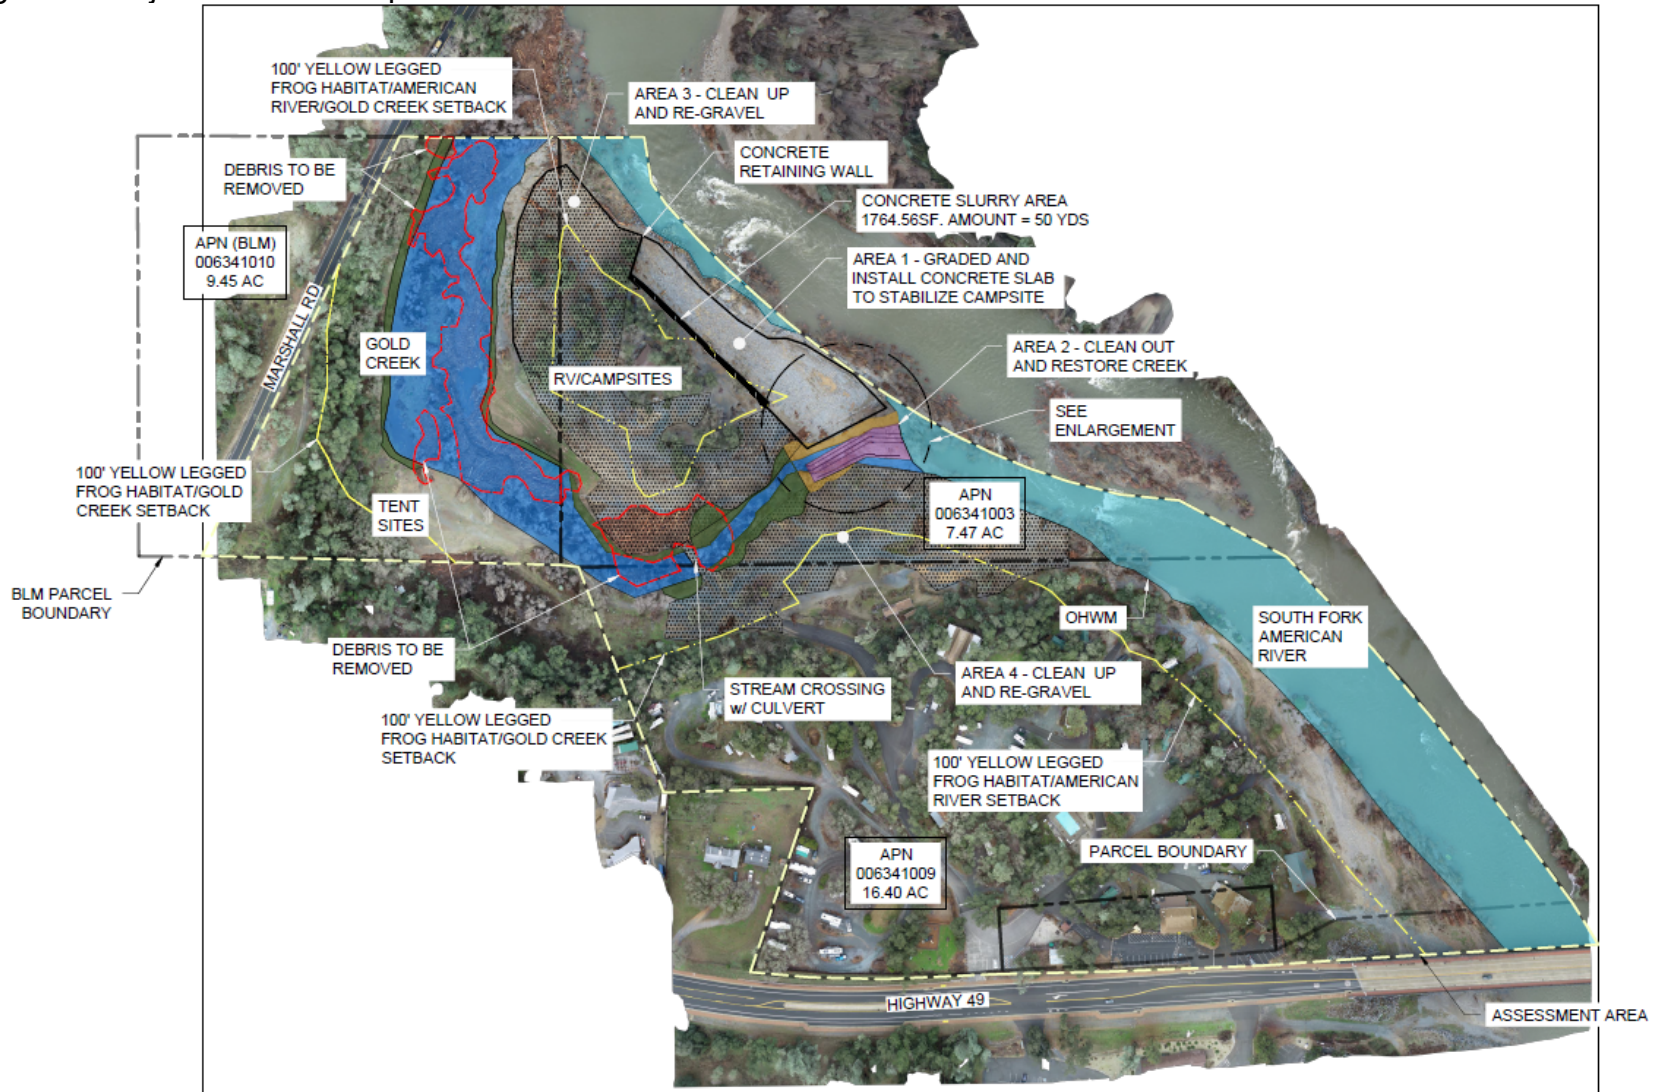 100' YELLOW LEGGED
FROG HABITAT/AMERICAN
RIVER/GOLD CREEK SETBACK
AREA 3 - CLEAN UP
AND RE-GRAVEL
CONCRETE
RETAINING WALL
DEBRIS TO BE
REMOVED
CONCRETE SLURRY AREA
1764.56SF. AMOUNT = 50 YDS
APN (BLM)
006341010
9.45 AC
AREA 1 - GRADED AND
INSTALL CONCRETE SLAB
TO STABILIZE CAMPSITE
MARSHALL RD
GOLD
CREEK
RV/CAMPSITES
AREA 2 - CLEAN OUT
AND RESTORE CREEK
SEE
ENLARGEMENT
100' YELLOW LEGGED
FROG HABITAT/GOLD
CREEK SETBACK
TENT
SITES
APN
006341003
7.47 AC
BLM PARCEL
BOUNDARY
OHWM
SOUTH FORK
AMERICAN
RIVER
DEBRIS TO BE
REMOVED
AREA 4 - CLEAN UP
AND RE-GRAVEL
STREAM CROSSING
w/ CULVERT
100' YELLOW LEGGED
FROG HABITAT/GOLD CREEK
SETBACK
100' YELLOW LEGGED
FROG HABITAT/AMERICAN
RIVER SETBACK
PARCEL BOUNDARY
APN
006341009
16.40 AC
HIGHWAY 49
ASSESSMENT AREA